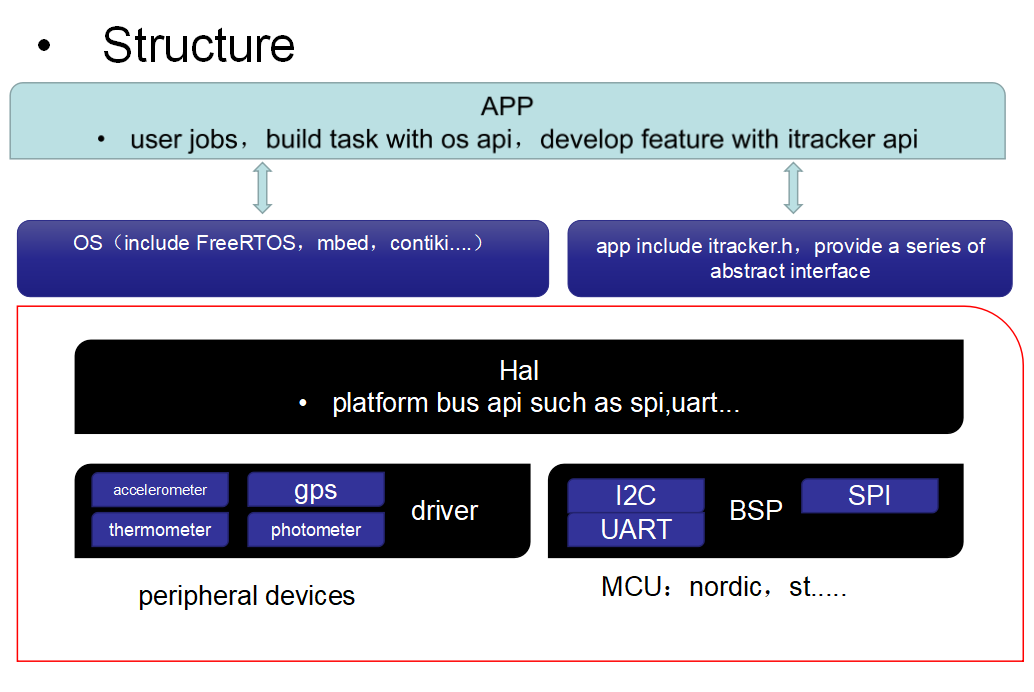 • Structure
APP
• user jobs，build task with os api，develop feature with itracker api
OS（include FreeRTOS，mbed，contiki....）
app include itracker.h，provide a series of
abstract interface
Hal
• platform bus api such as spi,uart...
accelerometer
gps
thermometer
photometer
driver
I2C
UART
BSP
SPI
peripheral devices
MCU：nordic，st.....